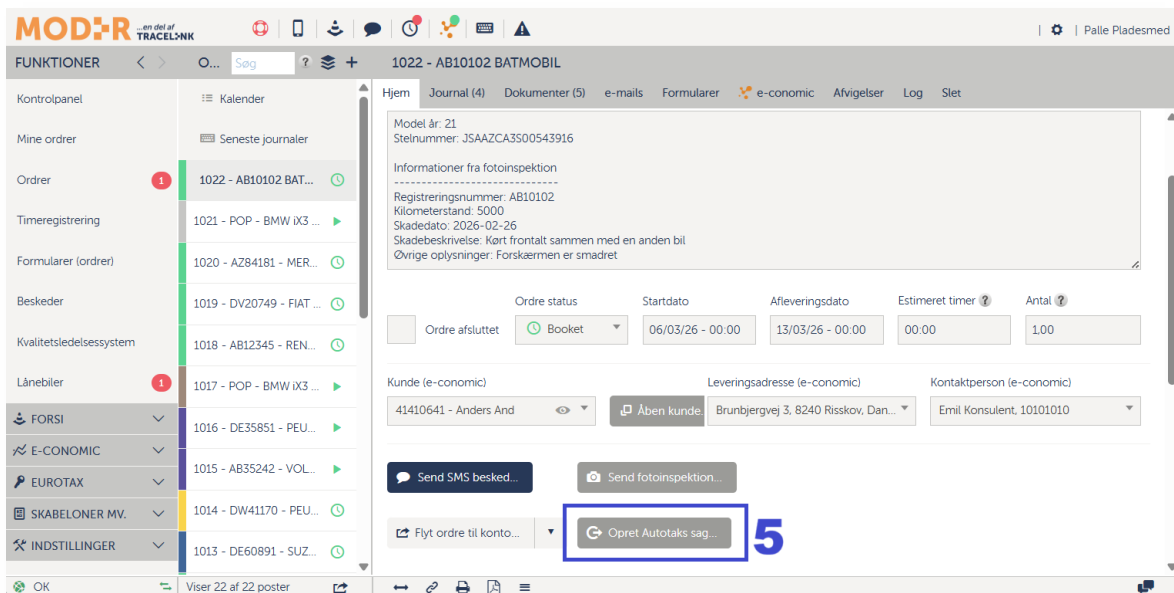 MODER ...en del af TRACELINK
Palle Plademed
FUNKTIONER
O... Søg ?
1022 - AB10102 BATMOBIL
Kontrolpanel
Mine ordrer
Ordrer 1
Timeregistrering
Formularer (ordrer)
Beskeder
Kvalitetsledelsessystem
Lånebiler 1
FORSI
E-CONOMIC
EUROTAX
SKABELONER MV.
INDSTILLINGER
OK
Kalender
Seneste journaler
1022 - AB10102 BAT...
1021 - POP - BMW iX3 ...
1020 - AZ84181 - MER...
1019 - DV20749 - FIAT ...
1018 - AB12345 - REN...
1017 - POP - BMW iX3 ...
1016 - DE35851 - PEU...
1015 - AB35242 - VOL...
1014 - DW41170 - PEU...
1013 - DE60891 - SUZ...
Viser 22 af 22 poster
Hjem Journal (4) Dokumenter (5) e-mails Formularer e-conomic Afvigelser Log Slet
Model år: 21
Stelnummer: JSAAZCA3S00543916
Informationer fra fotoinspektion
-----------------------------
Registreringsnummer: AB10102
Kilometerstand: 5000
Skadedato: 2026-02-26
Skadebeskrivelse: Kørt frontalt sammen med en anden bil
Øvrige oplysninger: Forskærmen er smadret
Ordre status Startdato Afleveringsdato Estimeret timer ? Antal ?
Ordre afsluttet Booket 06/03/26 - 00:00 13/03/26 - 00:00 00:00 1,00
Kunde (e-conomic) Leveringsadresse (e-conomic) Kontaktperson (e-conomic)
41410641 - Anders And Åben kunde. Brunbjergvej 3, 8240 Risskov, Dan... Emil Konsulent, 10101010
Send SMS besked... Send fotoinspektion...
Flyt ordre til konto... Opret Autotaks sag... 5